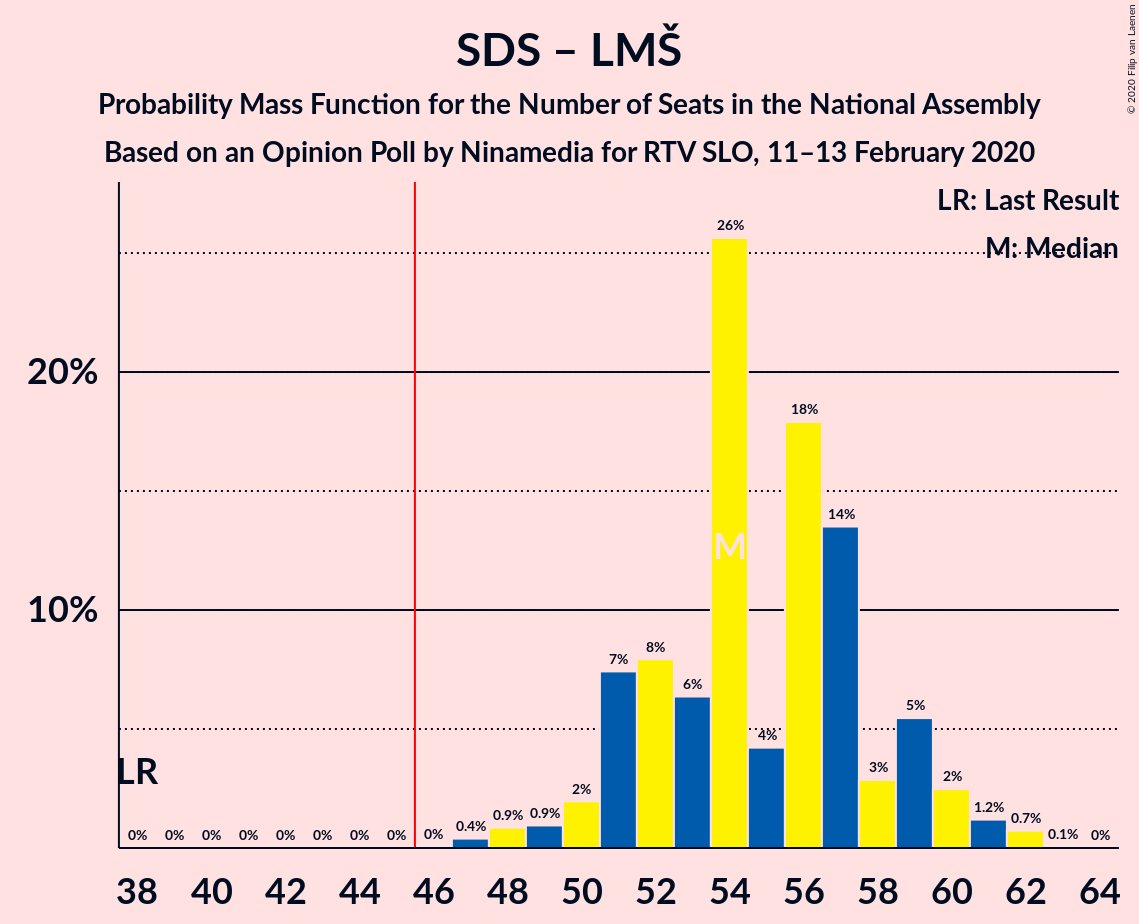 SDS – LMŠ
Probability Mass Function for the Number of Seats in the National Assembly
Based on an Opinion Poll by Ninamedia for RTV SLO, 11–13 February 2020
© 2020 Filip van Laenen
LR: Last Result
M: Median
20%
10%
LR
M
0% 0% 0% 0% 0% 0% 0% 0% 0% 0.4% 0.9% 0.9% 2% 7% 8% 6% 26% 4% 18% 14% 3% 5% 2% 1.2% 0.7% 0.1% 0%
38 40 42 44 46 48 50 52 54 56 58 60 62 64